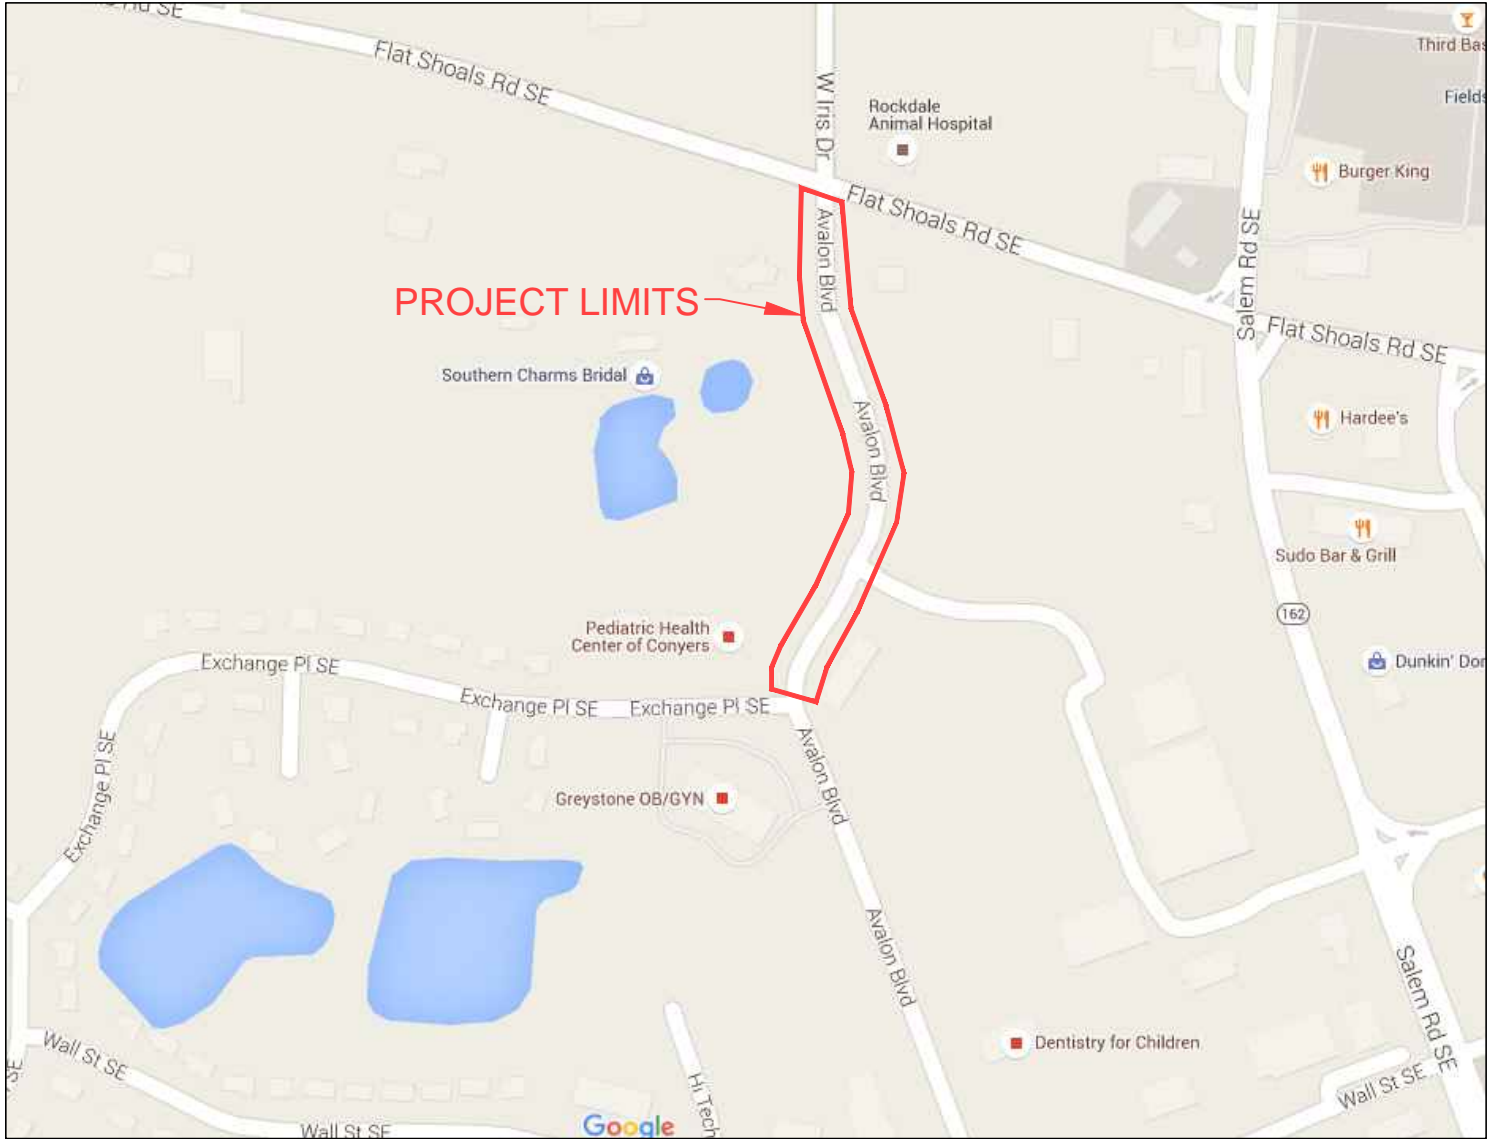 Flat Shoals Rd SE
W Iris Dr
Rockdale
Animal Hospital
Third Bas
Fields
Burger King
Flat Shoals Rd SE
Avalon Blvd
Salem Rd SE
PROJECT LIMITS
Flat Shoals Rd SE
Southern Charms Bridal
Avalon Blvd
Hardee's
Sudo Bar & Grill
162
Pediatric Health
Center of Conyers
Exchange Pl SE
Dunkin' Don
Exchange Pl SE
Exchange Pl SE
Exchange Pl SE
Avalon Blvd
Greystone OB/GYN
Avalon Blvd
Salem Rd SE
Dentistry for Children
Wall St SE
SE
Hi Tech
Wall St SE
Wall St SE
Google